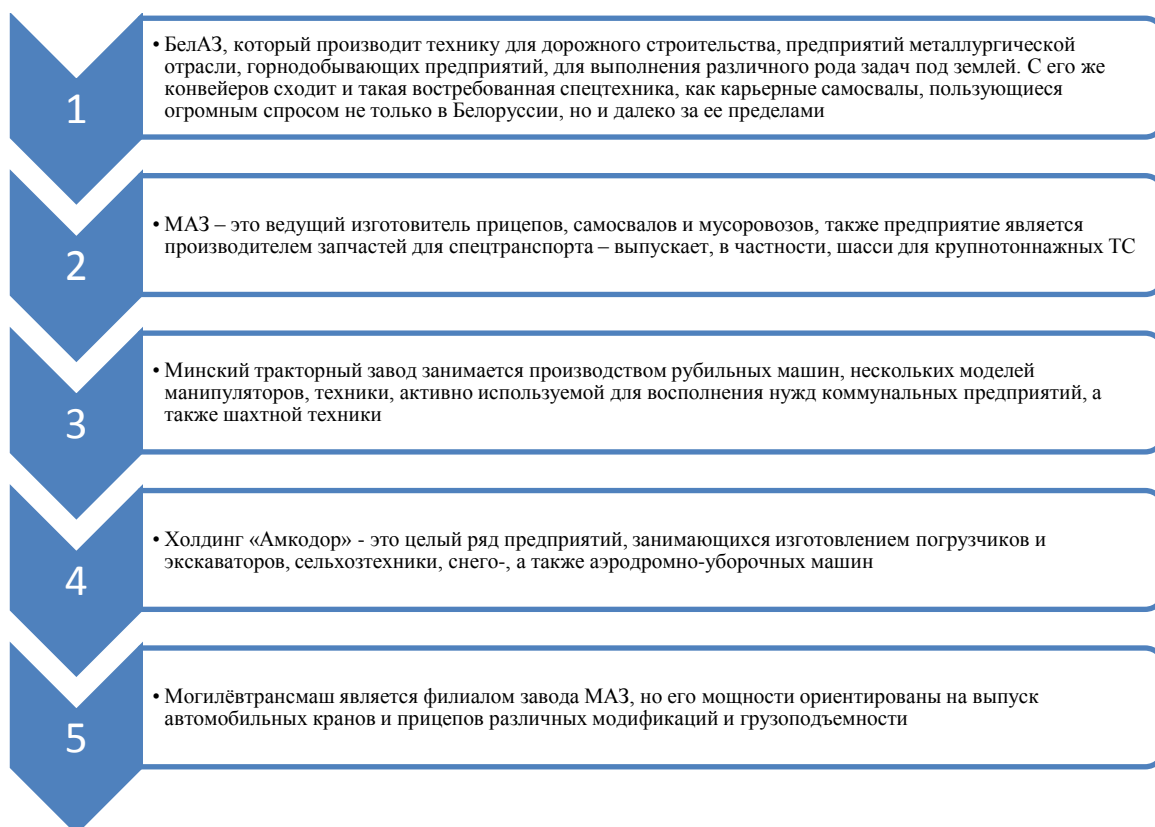 1
• БелАЗ, который производит технику для дорожного строительства, предприятий металлургической
отрасли, горнодобывающих предприятий, для выполнения различного рода задач под землей. С его же
конвейеров сходит и такая востребованная спецтехника, как карьерные самосвалы, пользующиеся
огромным спросом не только в Белоруссии, но и далеко за ее пределами
2
• МАЗ – это ведущий изготовитель прицепов, самосвалов и мусоровозов, также предприятие является
производителем запчастей для спецтранспорта – выпускает, в частности, шасси для крупнотоннажных ТС
3
• Минский тракторный завод занимается производством рубильных машин, нескольких моделей
манипуляторов, техники, активно используемой для восполнения нужд коммунальных предприятий, а
также шахтной техники
4
• Холдинг «Амкодор» - это целый ряд предприятий, занимающихся изготовлением погрузчиков и
экскаваторов, сельхозтехники, снего-, а также аэродромно-уборочных машин
5
• Могилёвтрансмаш является филиалом завода МАЗ, но его мощности ориентированы на выпуск
автомобильных кранов и прицепов различных модификаций и грузоподъемности